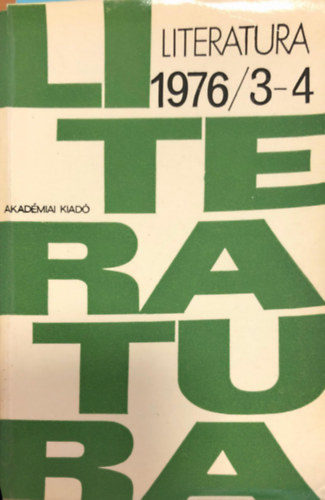 LITERATURA
1976/3-4
AKADÉMIAI KIADÓ
LI
TE
RA
TU
RA